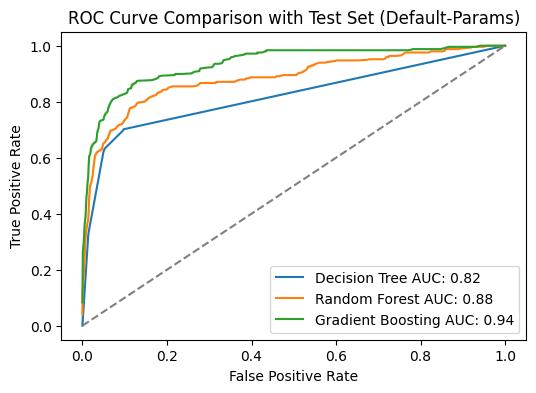 ROC Curve Comparison with Test Set (Default-Params)
True Positive Rate
1.0
0.8
0.6
0.4
0.2
0.0
Decision Tree AUC: 0.82
Random Forest AUC: 0.88
Gradient Boosting AUC: 0.94
0.0 0.2 0.4 0.6 0.8 1.0
False Positive Rate